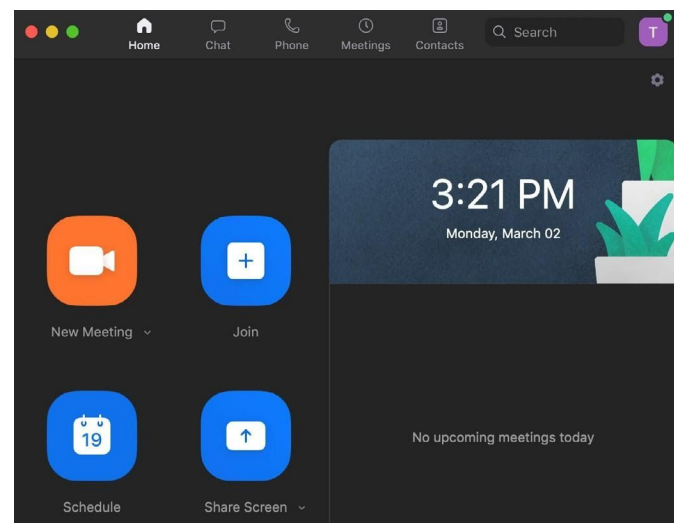 Home
Chat
Phone
Meetings
Contacts
Search
T
3:21 PM
Monday, March 02
New Meeting
Join
19
Schedule
Share Screen
No upcoming meetings today